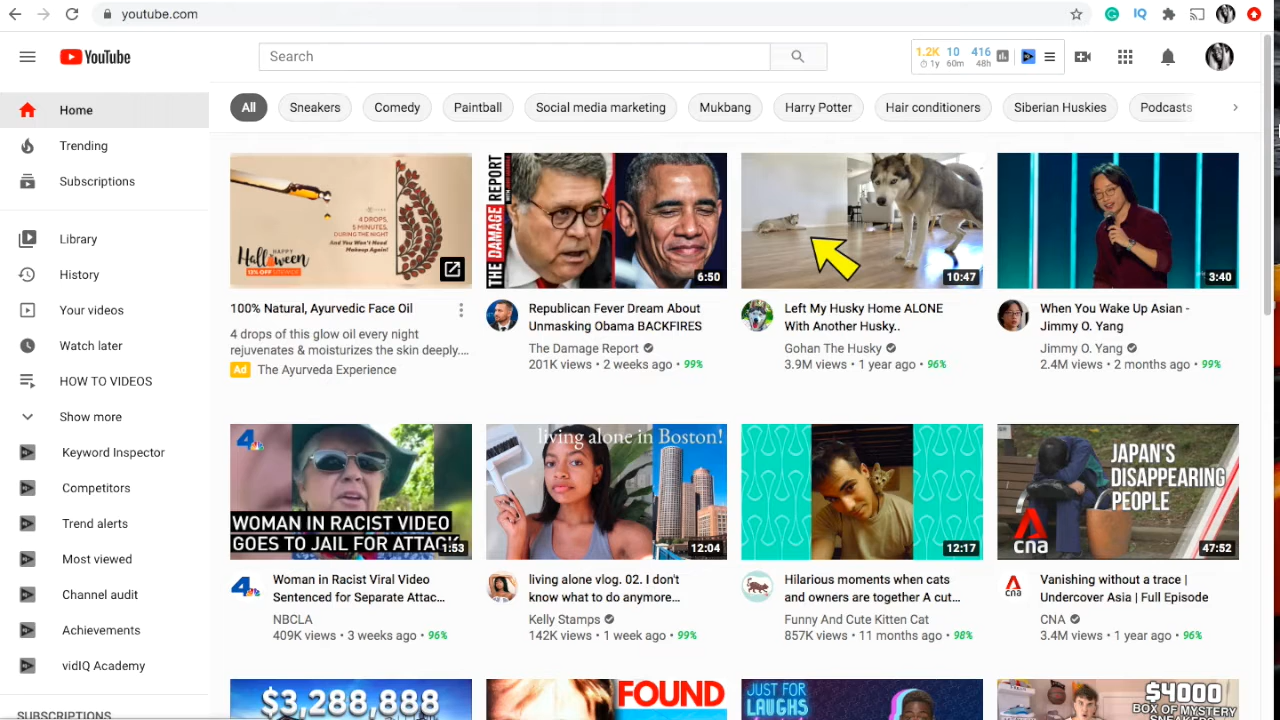 youtube.com
IQ
YouTube
Search
1.2K 10 416
1y 60m 48h
Home
Trending
Subscriptions
Library
History
Your videos
Watch later
HOW TO VIDEOS
Show more
Keyword Inspector
Competitors
Trend alerts
Most viewed
Channel audit
Achievements
vidIQ Academy
SUBSCRIPTIONS
All
Sneakers
Comedy
Paintball
Social media marketing
Mukbang
Harry Potter
Hair conditioners
Siberian Huskies
Podcasts
4 DROPS,
5 MINUTES,
DURING THE NIGHT
And You Won't Need
Makeup Again!
HAPPY
Halloween
13% OFF SITEWIDE
100% Natural, Ayurvedic Face Oil
4 drops of this glow oil every night
rejuvenates & moisturizes the skin deeply....
Ad The Ayurveda Experience
THE DAMAGE REPORT
6:50
Republican Fever Dream About
Unmasking Obama BACKFIRES
The Damage Report
201K views • 2 weeks ago • 99%
10:47
Left My Husky Home ALONE
With Another Husky..
Gohan The Husky
3.9M views • 1 year ago • 96%
3:40
When You Wake Up Asian -
Jimmy O. Yang
Jimmy O. Yang
2.4M views • 2 months ago • 99%
4
WOMAN IN RACIST VIDEO
GOES TO JAIL FOR ATTACK
1:53
4
Woman in Racist Viral Video
Sentenced for Separate Attac...
NBCLA
409K views • 3 weeks ago • 96%
living alone in Boston!
12:04
living alone vlog. 02. I don't
know what to do anymore...
Kelly Stamps
142K views • 1 week ago • 99%
12:17
Hilarious moments when cats
and owners are together A cut...
Funny And Cute Kitten Cat
857K views • 11 months ago • 98%
JAPAN'S
DISAPPEARING
PEOPLE
cna
47:52
cna
Vanishing without a trace |
Undercover Asia | Full Episode
CNA
3.4M views • 1 year ago • 96%
$3,288,888
FOUND
JUST FOR
LAUGHS
$4000
BOX OF MYSTERY